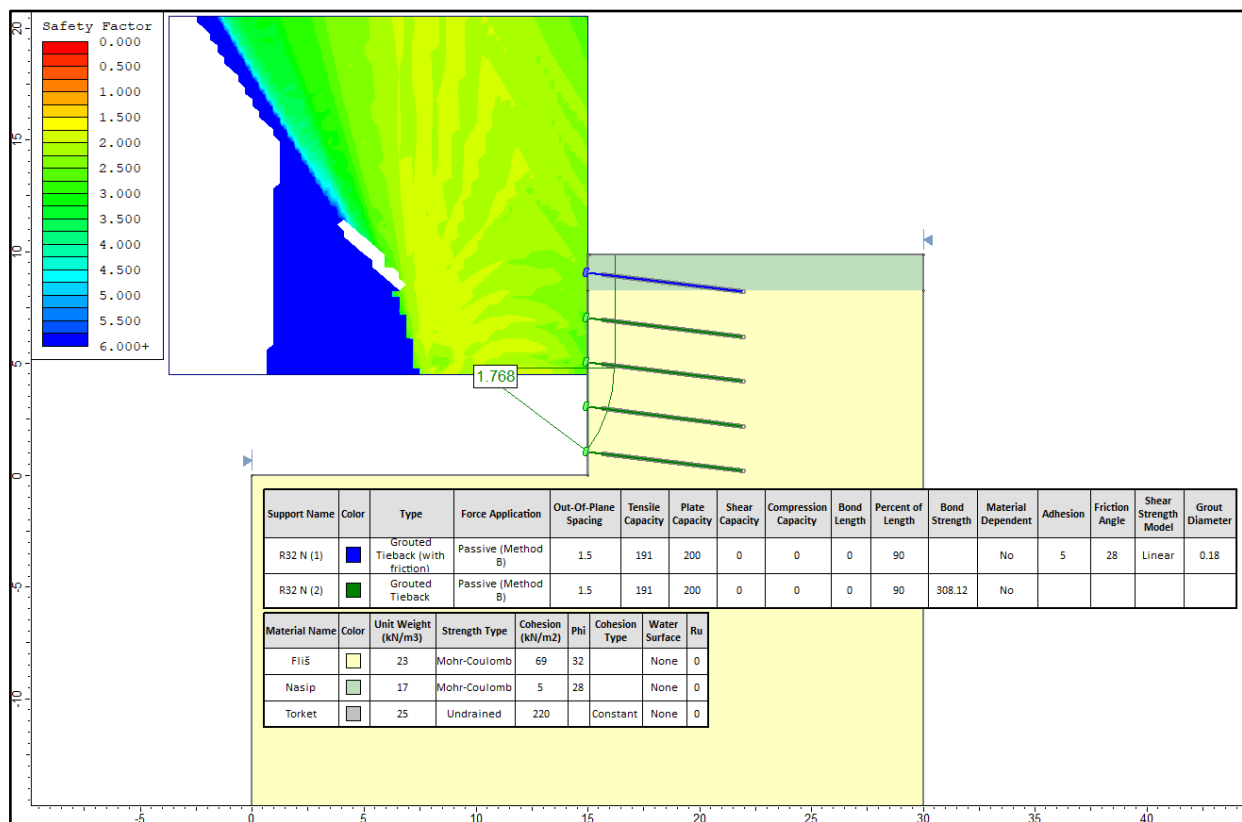 Safety Factor
0.000
0.500
1.000
1.500
2.000
2.500
3.000
3.500
4.000
4.500
5.000
5.500
6.000+
20
15
10
5
0
-5
-10
1.768
Support Name Color Type Force Application Out-Of-Plane Spacing Tensile Capacity Plate Capacity Shear Capacity Compression Capacity Bond Length Percent of Length Bond Strength Material Dependent Adhesion Friction Angle Shear Strength Model Grout Diameter
R32 N (1) Grouted Tieback (with friction) Passive (Method B) 1.5 191 200 0 0 0 90 No 5 28 Linear 0.18
R32 N (2) Grouted Tieback Passive (Method B) 1.5 191 200 0 0 0 90 308.12 No
Material Name Color Unit Weight (kN/m3) Strength Type Cohesion (kN/m2) Phi Cohesion Type Water Surface Ru
Fliš 23 Mohr-Coulomb 69 32 None 0
Nasip 17 Mohr-Coulomb 5 28 None 0
Torket 25 Undrained 220 Constant None 0
-5 0 5 10 15 20 25 30 35 40